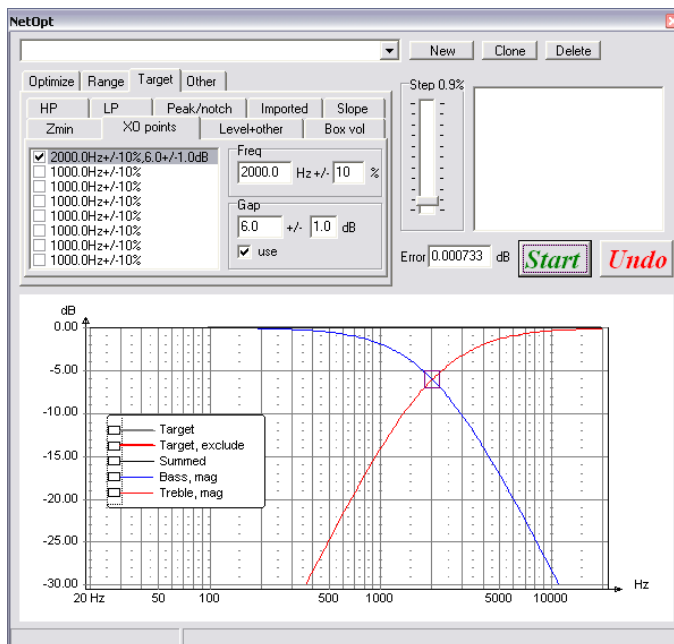 NetOpt
New Clone Delete
Optimize Range Target Other
Step 0.9%
HP LP Peak/notch Imported Slope
Zmin XO points Level+other Box vol
2000.0Hz+/-10%,6.0+/-1.0dB
1000.0Hz+/-10%
1000.0Hz+/-10%
1000.0Hz+/-10%
1000.0Hz+/-10%
1000.0Hz+/-10%
1000.0Hz+/-10%
1000.0Hz+/-10%
Freq
2000.0 Hz +/- 10 %
Gap
6.0 +/- 1.0 dB
use
Error 0.000733 dB Start Undo
dB
0.00
-5.00
-10.00
-15.00
-20.00
-25.00
-30.00
Target
Target, exclude
Summed
Bass, mag
Treble, mag
20 Hz 50 100 500 1000 5000 10000
Hz